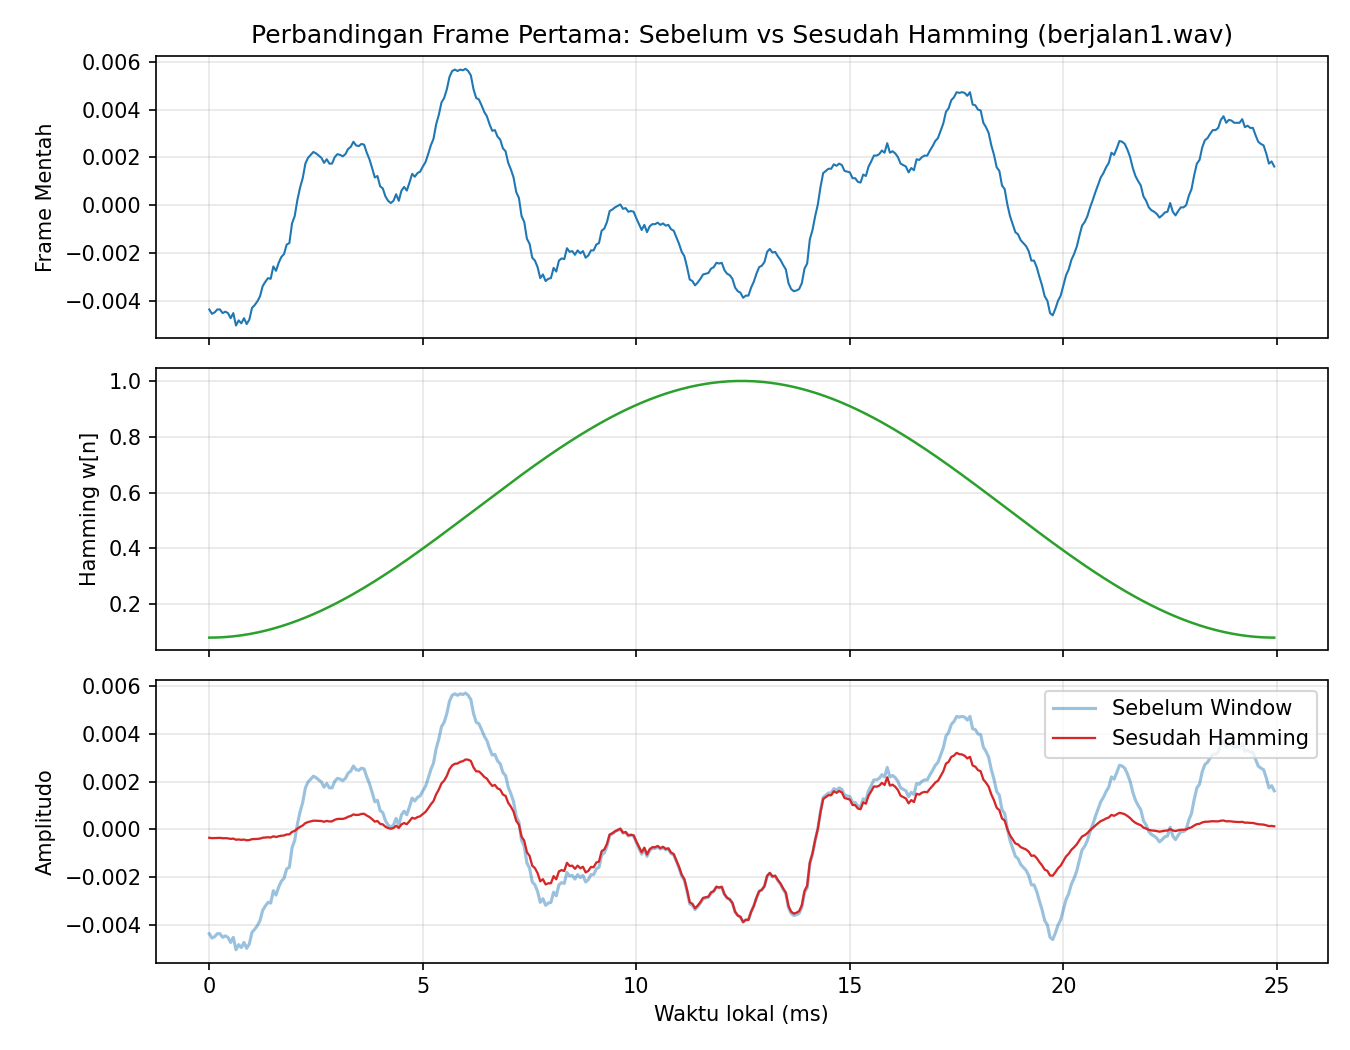 Perbandingan Frame Pertama: Sebelum vs Sesudah Hamming (berjalan1.wav)
Frame Mentah
0.006
0.004
0.002
0.000
−0.002
−0.004
Hamming w[n]
1.0
0.8
0.6
0.4
0.2
Amplitudo
0.006
0.004
0.002
0.000
−0.002
−0.004
Sebelum Window
Sesudah Hamming
0 5 10 15 20 25
Waktu lokal (ms)